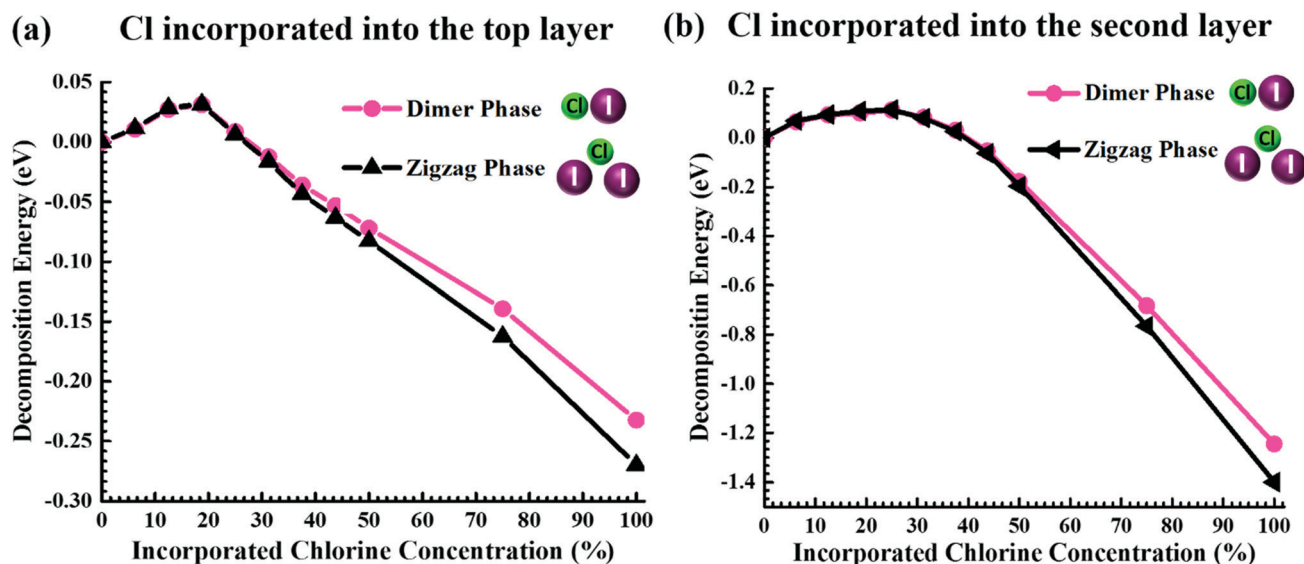 (a) Cl incorporated into the top layer
0.05
0.00
-0.05
-0.10
-0.15
-0.20
-0.25
-0.30
Decomposition Energy (eV)
Dimer Phase Cl I
Zigzag Phase Cl I I
0 10 20 30 40 50 60 70 80 90 100
Incorporated Chlorine Concentration (%)
(b) Cl incorporated into the second layer
0.2
0.0
-0.2
-0.4
-0.6
-0.8
-1.0
-1.2
-1.4
Decompositin Energy (eV)
Dimer Phase Cl I
Zigzag Phase Cl I I
0 10 20 30 40 50 60 70 80 90 100
Incorporated Chlorine Concentration (%)